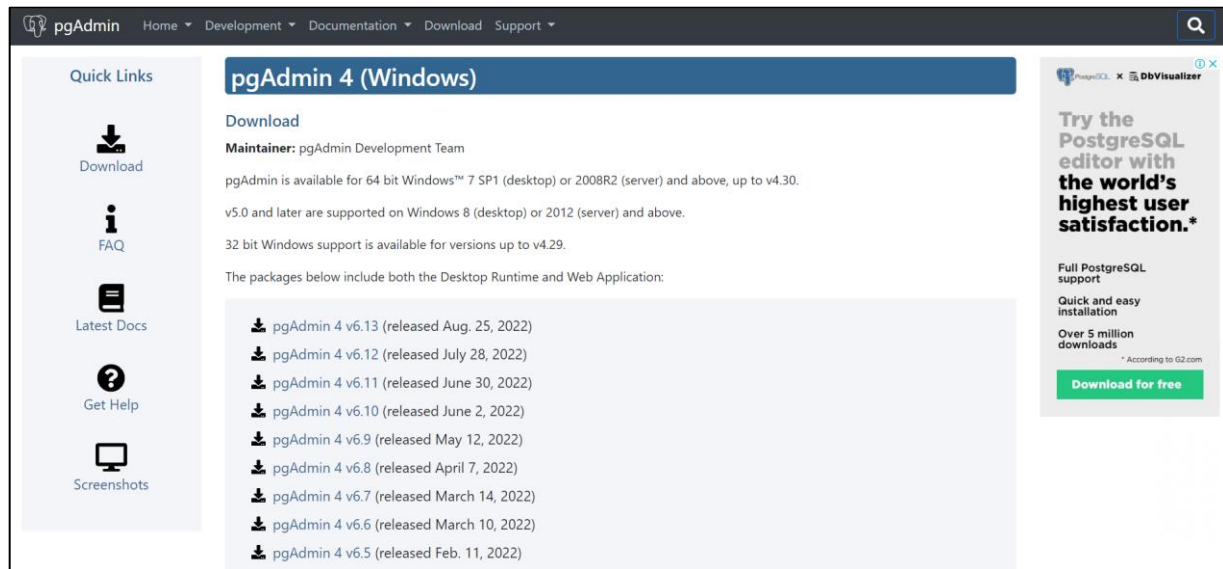 pgAdmin Home Development Documentation Download Support
Quick Links
Download
FAQ
Latest Docs
Get Help
Screenshots
pgAdmin 4 (Windows)
Download
Maintainer: pgAdmin Development Team
pgAdmin is available for 64 bit Windows™ 7 SP1 (desktop) or 2008R2 (server) and above, up to v4.30.
v5.0 and later are supported on Windows 8 (desktop) or 2012 (server) and above.
32 bit Windows support is available for versions up to v4.29.
The packages below include both the Desktop Runtime and Web Application:
pgAdmin 4 v6.13 (released Aug. 25, 2022)
pgAdmin 4 v6.12 (released July 28, 2022)
pgAdmin 4 v6.11 (released June 30, 2022)
pgAdmin 4 v6.10 (released June 2, 2022)
pgAdmin 4 v6.9 (released May 12, 2022)
pgAdmin 4 v6.8 (released April 7, 2022)
pgAdmin 4 v6.7 (released March 14, 2022)
pgAdmin 4 v6.6 (released March 10, 2022)
pgAdmin 4 v6.5 (released Feb. 11, 2022)
PostgreSQL X DbVisualizer
Try the
PostgreSQL
editor with
the world's
highest user
satisfaction.*
Full PostgreSQL
support
Quick and easy
installation
Over 5 million
downloads
* According to G2.com
Download for free